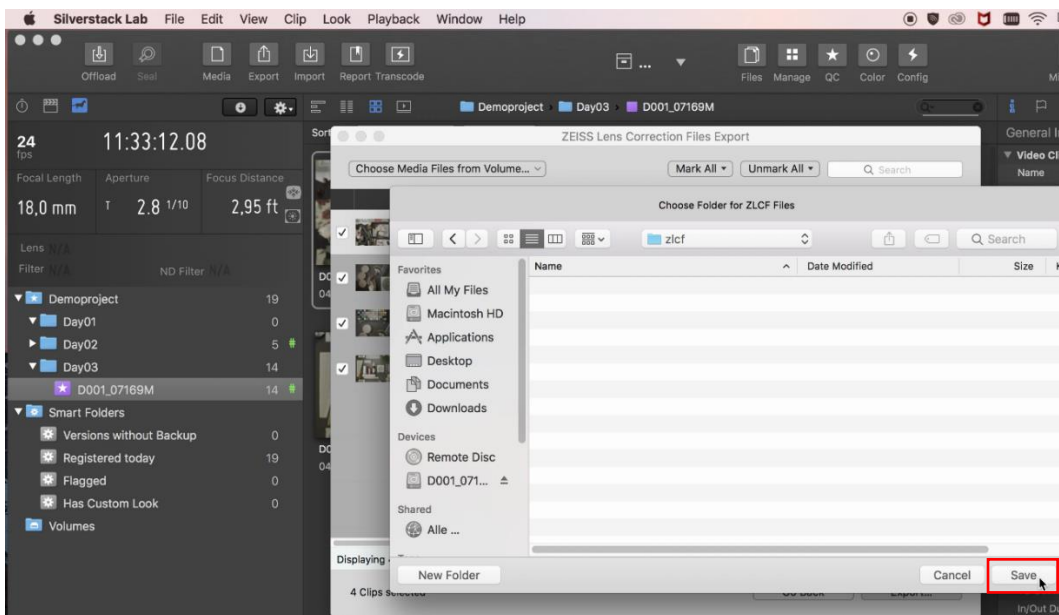 Silverstack Lab File Edit View Clip Look Playback Window Help
Offload Seal Media Export Import Report Transcode ... Files Manage QC Color Config
Demoproject Day03 D001_07169M
24 fps 11:33:12.08
Focal Length Aperture Focus Distance
18,0 mm T 2.8 1/10 2,95 ft
Lens N/A
Filter N/A ND Filter N/A
Demoproject 19
Day01 0
Day02 5
Day03 14
D001_07169M 14
Smart Folders
Versions without Backup 0
Registered today 19
Flagged 0
Has Custom Look 0
Volumes
ZEISS Lens Correction Files Export
Choose Media Files from Volume... Mark All Unmark All Search
Choose Folder for ZLCF Files
zlcf Search
Favorites
All My Files
Macintosh HD
Applications
Desktop
Documents
Downloads
Devices
Remote Disc
D001_071...
Shared
Alle ...
Name Date Modified Size
New Folder Cancel Save
Displaying
4 Clips selected
Video Cl
Name
In/Out D